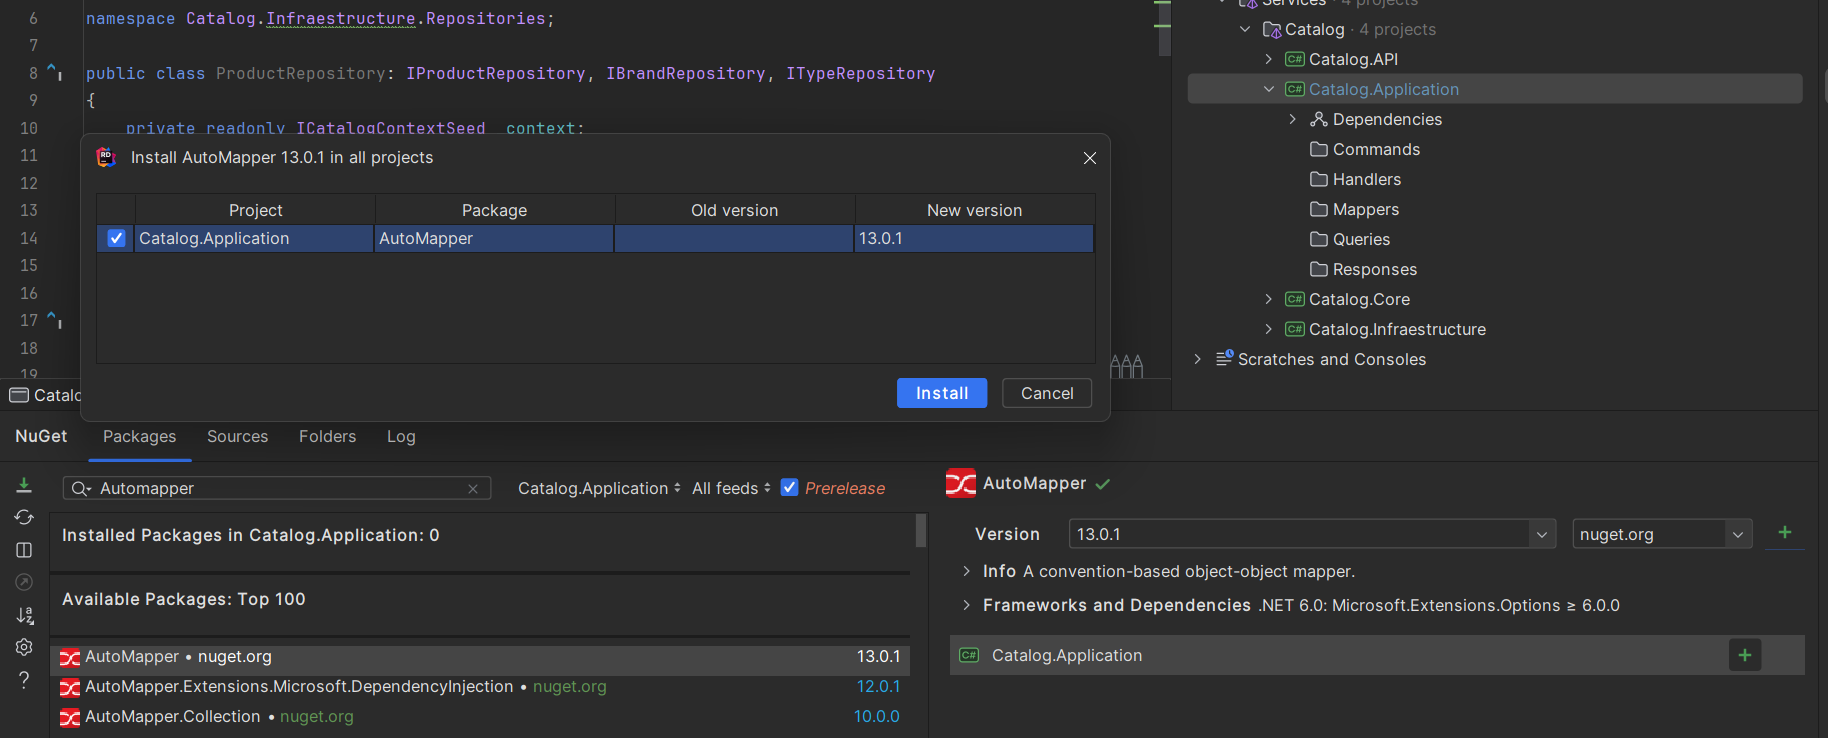 6 namespace Catalog.Infraestructure.Repositories;
7
8 public class ProductRepository: IProductRepository, IBrandRepository, ITypeRepository
9 {
10 private readonly ICatalogContextSeed _context;
11
12
13
14
15
16
17
18
19
Install AutoMapper 13.0.1 in all projects
Project Package Old version New version
Catalog.Application AutoMapper 13.0.1
Install Cancel
Services · 4 projects
Catalog · 4 projects
C# Catalog.API
C# Catalog.Application
Dependencies
Commands
Handlers
Mappers
Queries
Responses
C# Catalog.Core
C# Catalog.Infraestructure
Scratches and Consoles
NuGet Packages Sources Folders Log
Automapper Catalog.Application All feeds Prerelease
Installed Packages in Catalog.Application: 0
Available Packages: Top 100
AutoMapper • nuget.org 13.0.1
AutoMapper.Extensions.Microsoft.DependencyInjection • nuget.org 12.0.1
AutoMapper.Collection • nuget.org 10.0.0
AutoMapper
Version 13.0.1 nuget.org
Info A convention-based object-object mapper.
Frameworks and Dependencies .NET 6.0: Microsoft.Extensions.Options ≥ 6.0.0
C# Catalog.Application